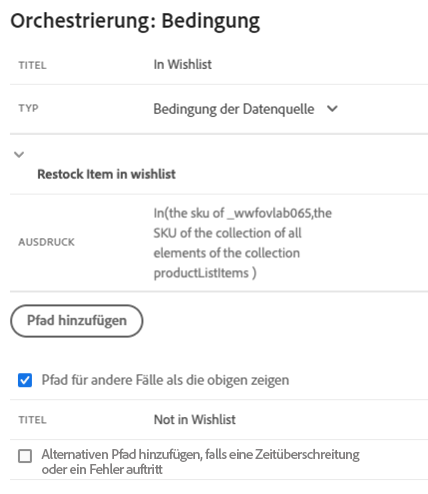 Orchestrierung: Bedingung
TITEL In Wishlist
TYP Bedingung der Datenquelle
Restock Item in wishlist
In(the sku of _wwfovlab065,the
SKU of the collection of all
AUSDRUCK
elements of the collection
productListItems )
Pfad hinzufügen
Pfad für andere Fälle als die obigen zeigen
TITEL Not in Wishlist
Alternativen Pfad hinzufügen, falls eine Zeitüberschreitung
oder ein Fehler auftritt